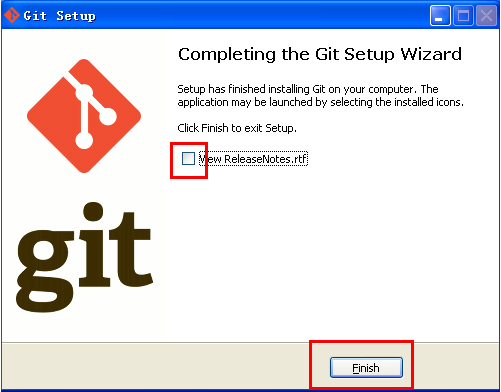 Git Setup
Completing the Git Setup Wizard
Setup has finished installing Git on your computer. The
application may be launched by selecting the installed icons.
Click Finish to exit Setup.
View ReleaseNotes.rtf
git
Finish